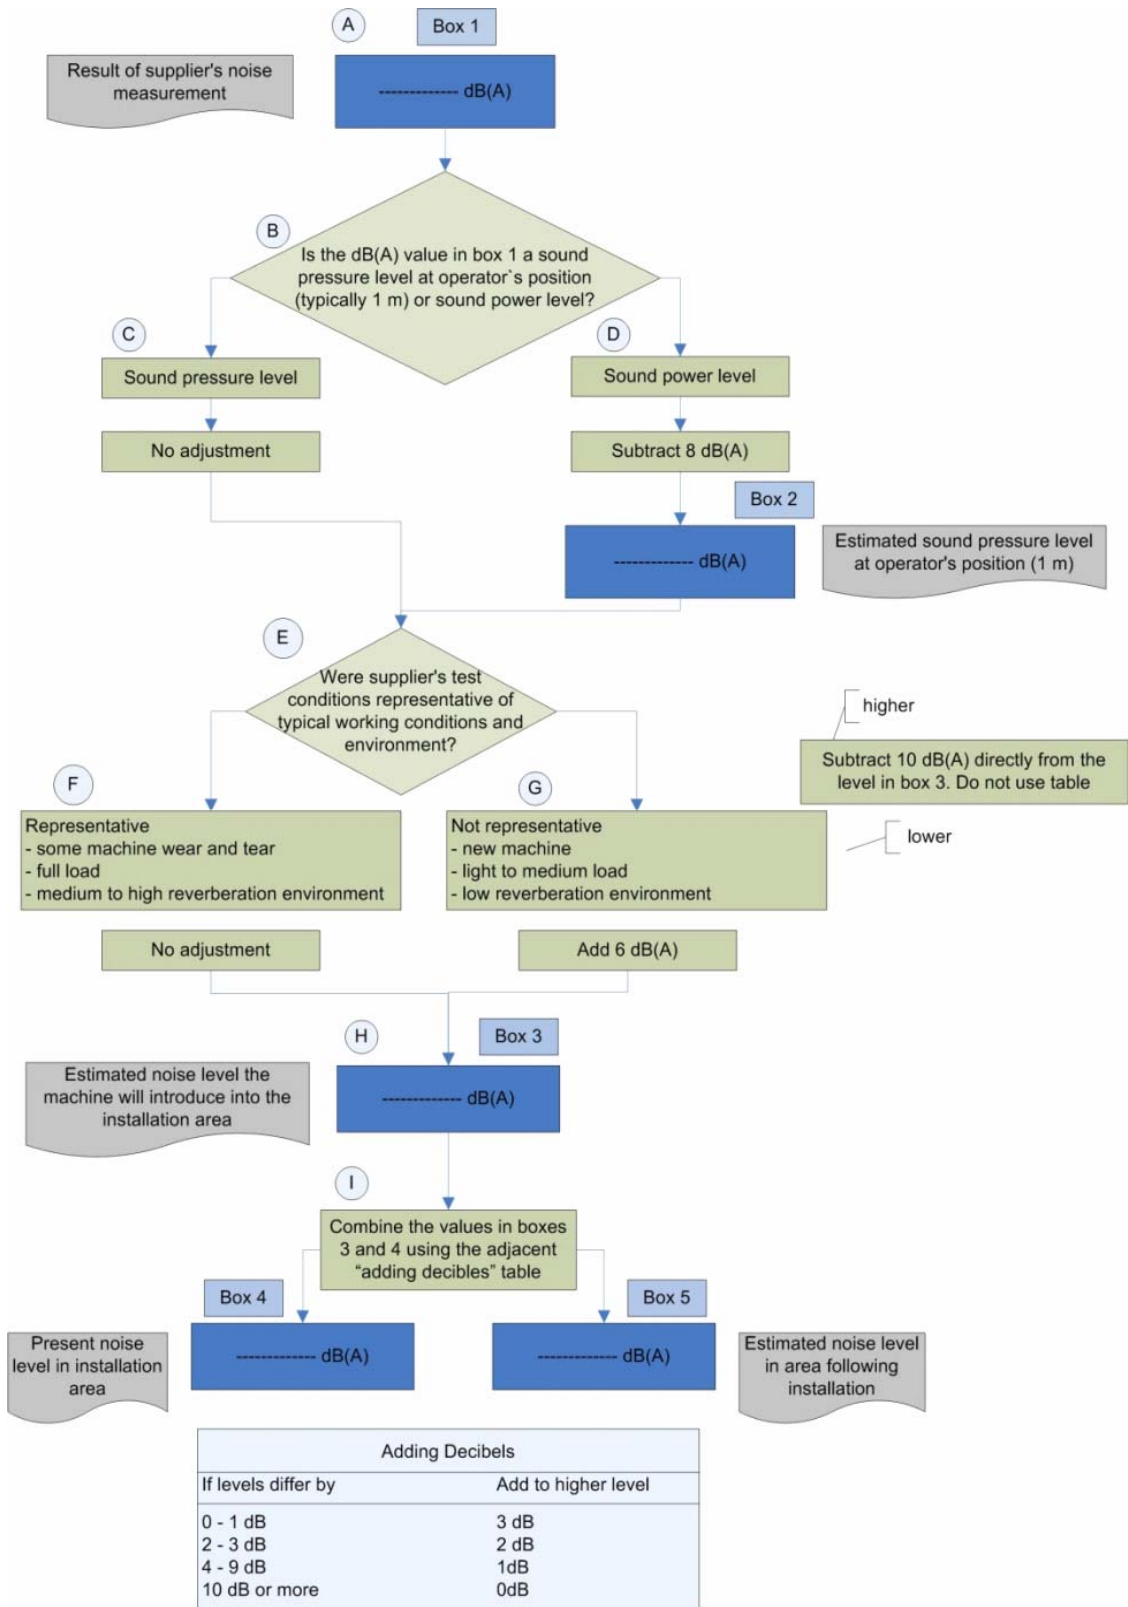 A
Box 1
Result of supplier's noise
measurement
------------- dB(A)
B
Is the dB(A) value in box 1 a sound
pressure level at operator`s position
(typically 1 m) or sound power level?
C
D
Sound pressure level
Sound power level
No adjustment
Subtract 8 dB(A)
Box 2
------------- dB(A)
Estimated sound pressure level
at operator's position (1 m)
E
Were supplier's test
conditions representative of
typical working conditions and
environment?
higher
Subtract 10 dB(A) directly from the
level in box 3. Do not use table
lower
F
G
Representative
- some machine wear and tear
- full load
- medium to high reverberation environment
Not representative
- new machine
- light to medium load
- low reverberation environment
No adjustment
Add 6 dB(A)
H
Box 3
Estimated noise level the
machine will introduce into the
installation area
------------- dB(A)
I
Combine the values in boxes
3 and 4 using the adjacent
“adding decibles” table
Box 4
Box 5
Present noise
level in installation
area
------------- dB(A)
------------- dB(A)
Estimated noise level
in area following
installation
Adding Decibels
If levels differ by Add to higher level
0 - 1 dB 3 dB
2 - 3 dB 2 dB
4 - 9 dB 1dB
10 dB or more 0dB